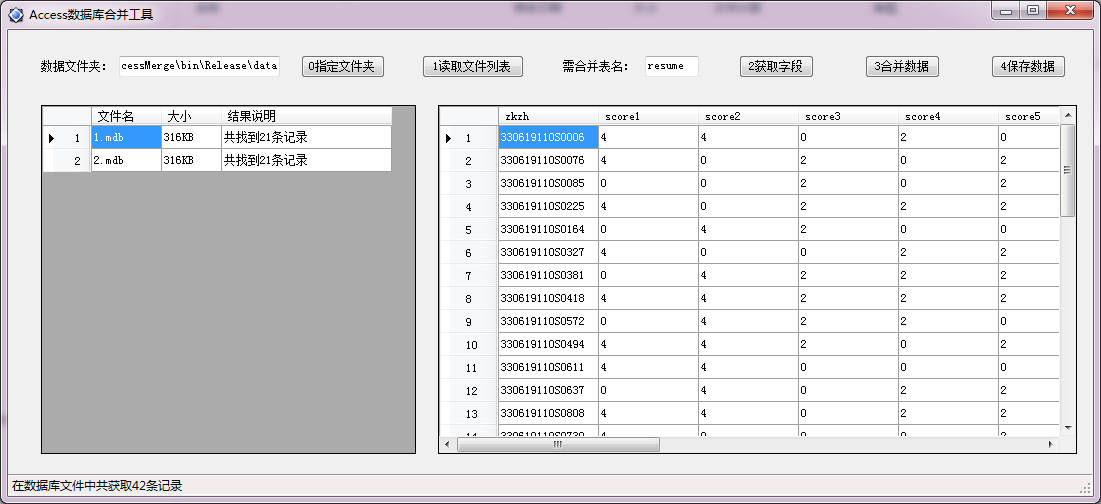 Access数据库合并工具
数据文件夹： cessMerge\bin\Release\data 0指定文件夹 1读取文件列表 需合并表名： resume 2获取字段 3合并数据 4保存数据
文件名 大小 结果说明
1 1.mdb 316KB 共找到21条记录
2 2.mdb 316KB 共找到21条记录
zkzh score1 score2 score3 score4 score5
1 330619110S0006 4 4 0 2 0
2 330619110S0076 4 0 2 0 2
3 330619110S0085 0 0 2 0 2
4 330619110S0225 4 0 2 2 2
5 330619110S0164 0 4 2 0 0
6 330619110S0327 4 0 0 2 2
7 330619110S0381 0 4 2 2 2
8 330619110S0418 4 4 2 2 2
9 330619110S0572 0 4 2 2 0
10 330619110S0494 4 4 2 0 2
11 330619110S0611 4 4 0 0 0
12 330619110S0637 0 4 0 2 2
13 330619110S0808 4 4 0 2 2
在数据库文件中共获取42条记录